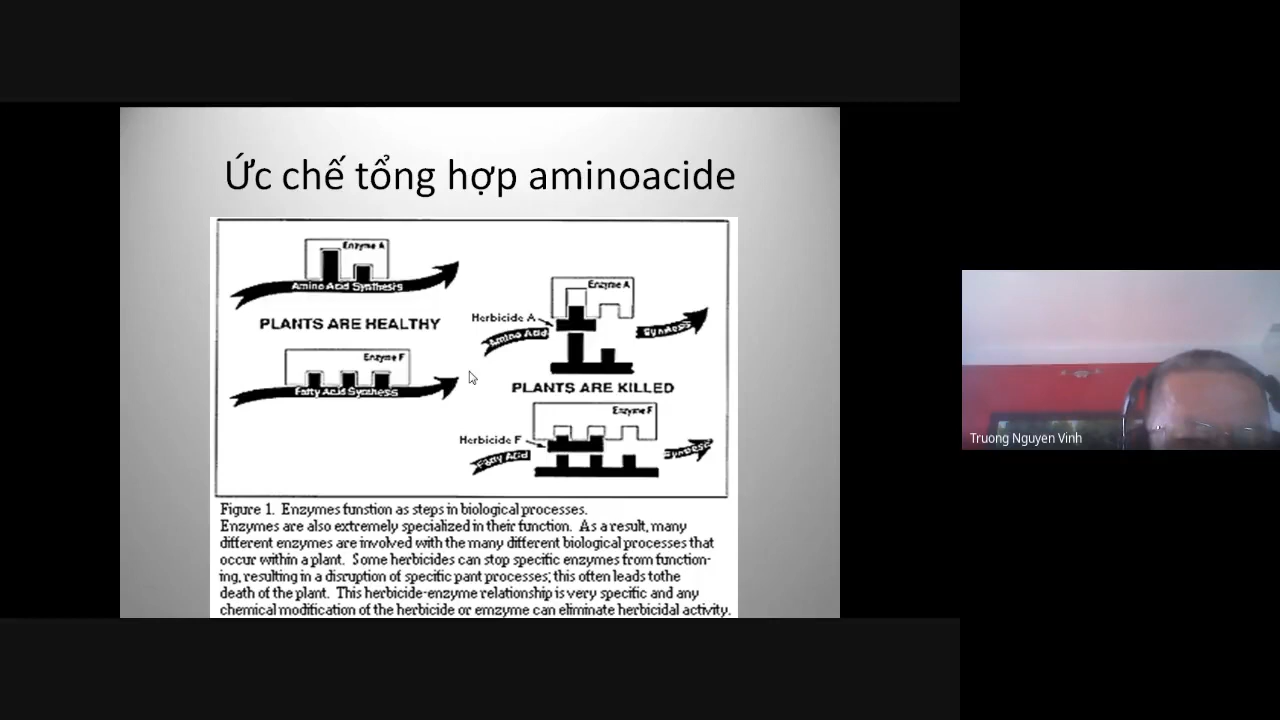 Ức chế tổng hợp aminoacide
Enzyme A
Amino Acid Synthesis
PLANTS ARE HEALTHY
Enzyme F
Fatty Acid Synthesis
Enzyme A
Herbicide A
Amino Acid
PLANTS ARE KILLED
Enzyme F
Herbicide F
Fatty Acid
Figure 1. Enzymes funstion as steps in biological processes.
Enzymes are also extremely specialized in their function. As a result, many
different enzymes are involved with the many different biological processes that
occur within a plant. Some herbicides can stop specific enzymes from function-
ing, resulting in a disruption of specific pant processes; this often leads tothe
death of the plant. This herbicide-enzyme relationship is very specific and any
chemical modification of the herbicide or emzyme can eliminate herbicidal activity.
Truong Nguyen Vinh